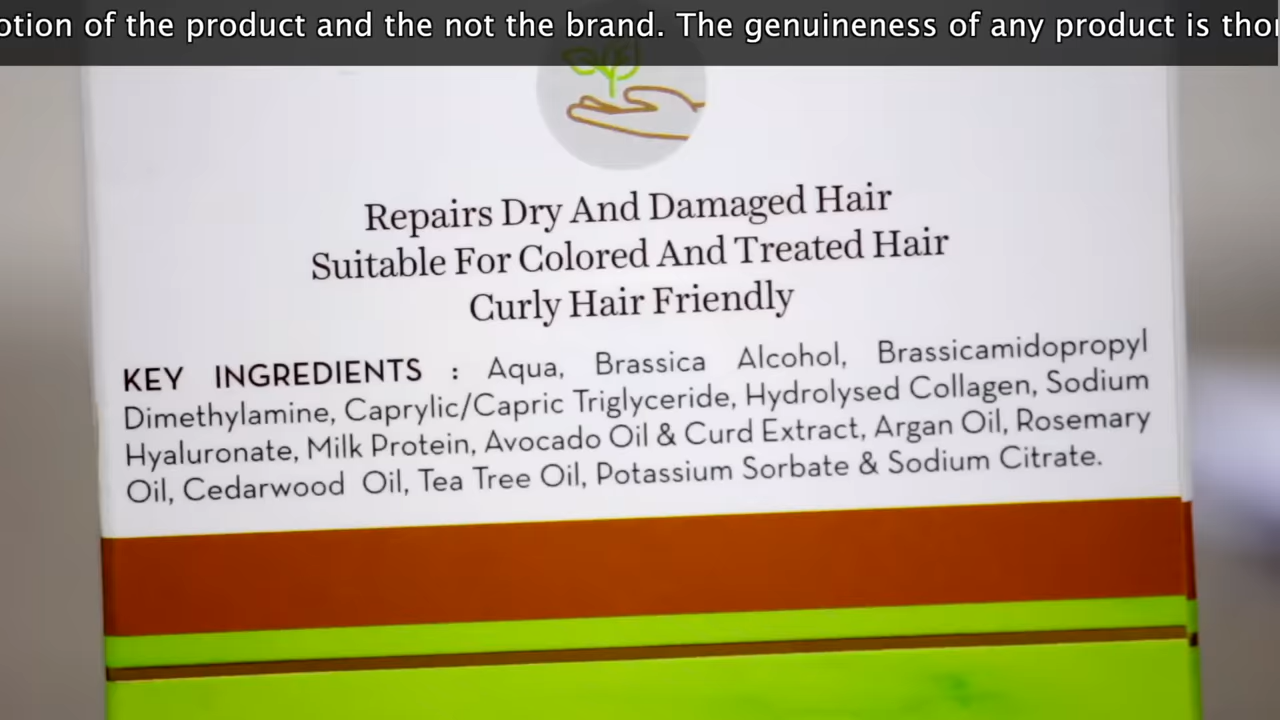 otion of the product and the not the brand. The genuineness of any product is
Repairs Dry And Damaged Hair
Suitable For Colored And Treated Hair
Curly Hair Friendly
KEY INGREDIENTS : Aqua, Brassica Alcohol, Brassicamidopropyl
Dimethylamine, Caprylic/Capric Triglyceride, Hydrolysed Collagen, Sodium
Hyaluronate, Milk Protein, Avocado Oil & Curd Extract, Argan Oil, Rosemary
Oil, Cedarwood Oil, Tea Tree Oil, Potassium Sorbate & Sodium Citrate.